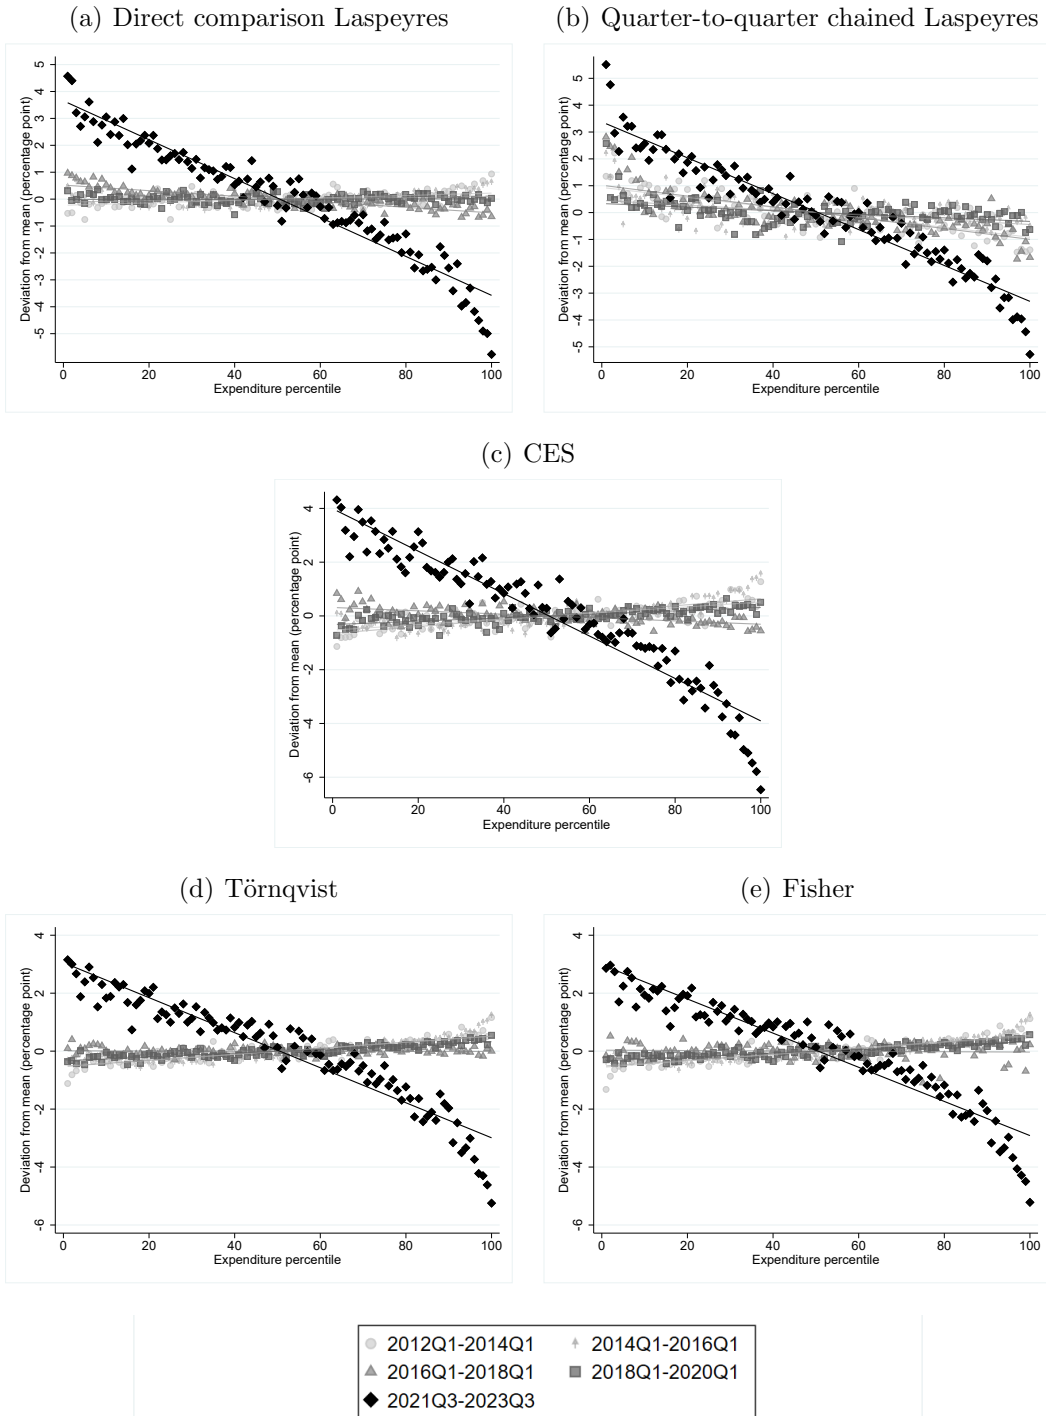 (a) Direct comparison Laspeyres
Deviation from mean (percentage point)
5
4
3
2
1
0
-1
-2
-3
-4
-5
0 20 40 60 80 100
Expenditure percentile
(b) Quarter-to-quarter chained Laspeyres
Deviation from mean (percentage point)
5
4
3
2
1
0
-1
-2
-3
-4
-5
0 20 40 60 80 100
Expenditure percentile
(c) CES
Deviation from mean (percentage point)
4
2
0
-2
-4
-6
0 20 40 60 80 100
Expenditure percentile
(d) Törnqvist
Deviation from mean (percentage point)
4
2
0
-2
-4
-6
0 20 40 60 80 100
Expenditure percentile
(e) Fisher
Deviation from mean (percentage point)
4
2
0
-2
-4
-6
0 20 40 60 80 100
Expenditure percentile
2012Q1-2014Q1 2014Q1-2016Q1
2016Q1-2018Q1 2018Q1-2020Q1
2021Q3-2023Q3